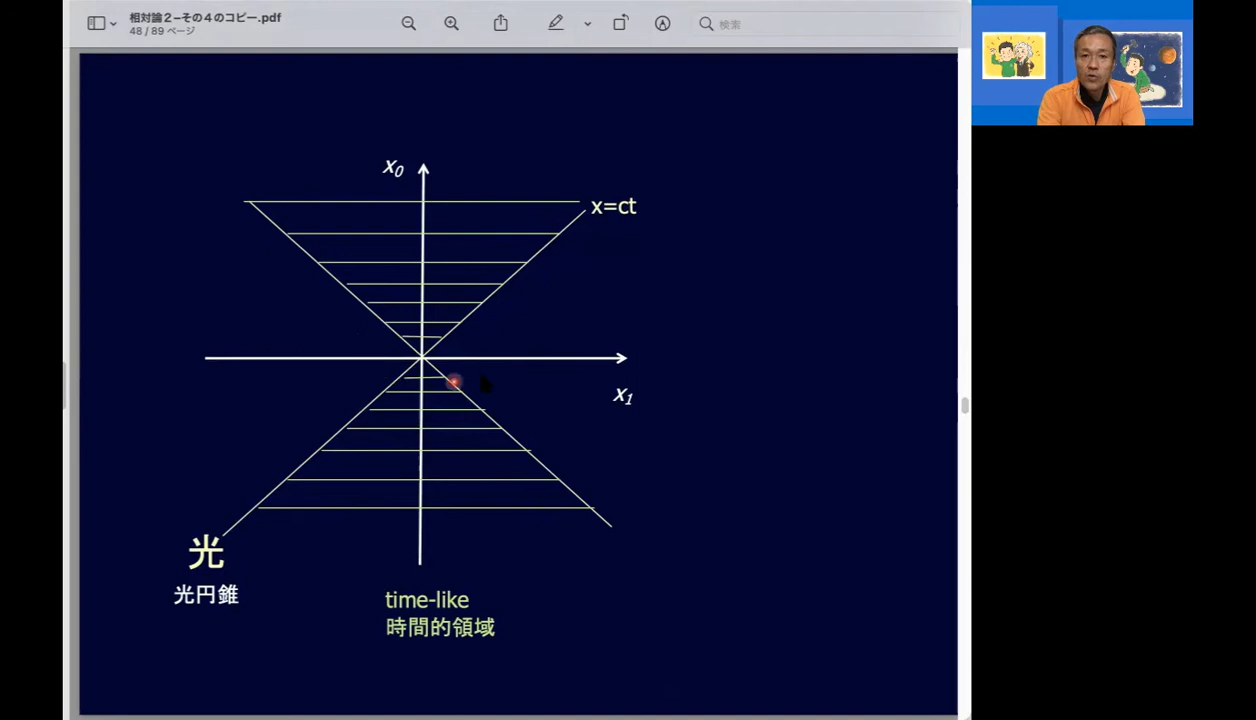 相対論２−その４のコピー.pdf
48 / 89 ページ
検索
x₀
x=ct
x₁
光
光円錐
time-like
時間的領域